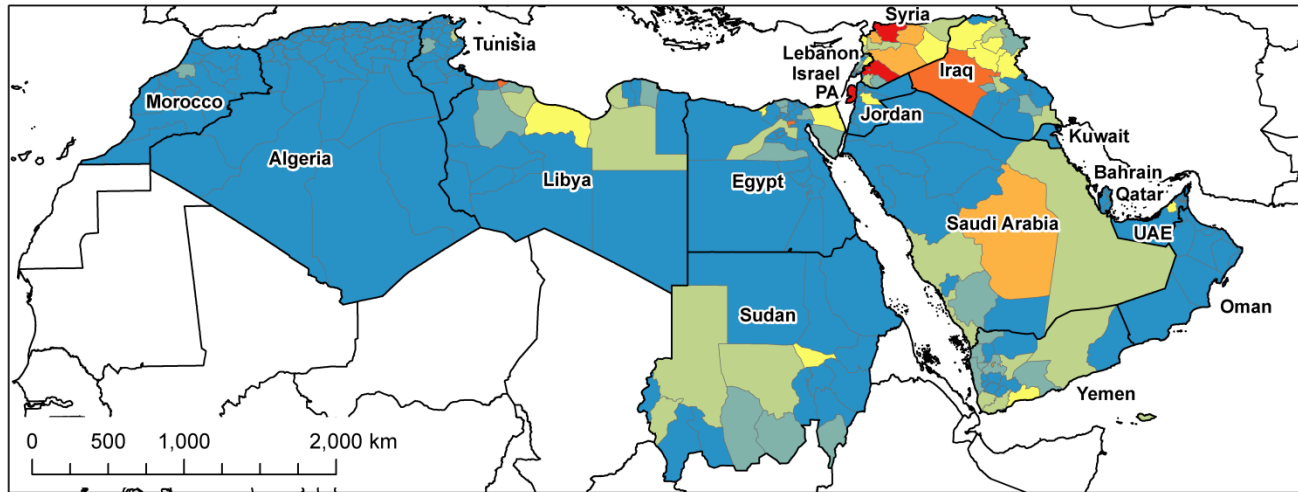 Syria
Tunisia
Lebanon
Israel
PA
Iraq
Morocco
Jordan
Kuwait
Algeria
Libya
Egypt
Bahrain
Qatar
Saudi Arabia
UAE
Oman
Sudan
Yemen
0 500 1,000 2,000 km